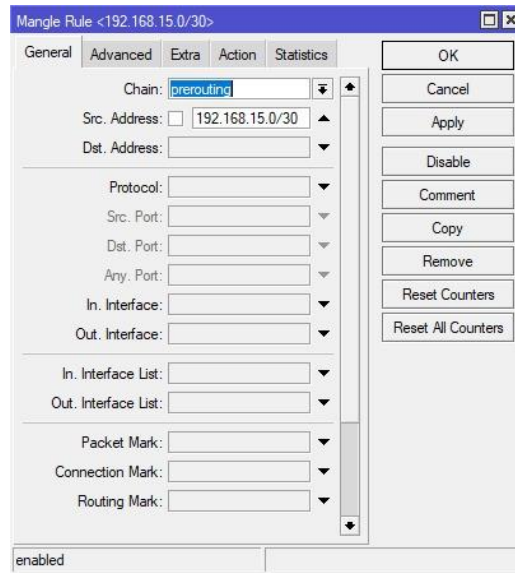 Mangle Rule <192.168.15.0/30>
General Advanced Extra Action Statistics
Chain: prerouting
Src. Address: 192.168.15.0/30
Dst. Address:
Protocol:
Src. Port:
Dst. Port:
Any. Port:
In. Interface:
Out. Interface:
In. Interface List:
Out. Interface List:
Packet Mark:
Connection Mark:
Routing Mark:
OK
Cancel
Apply
Disable
Comment
Copy
Remove
Reset Counters
Reset All Counters
enabled